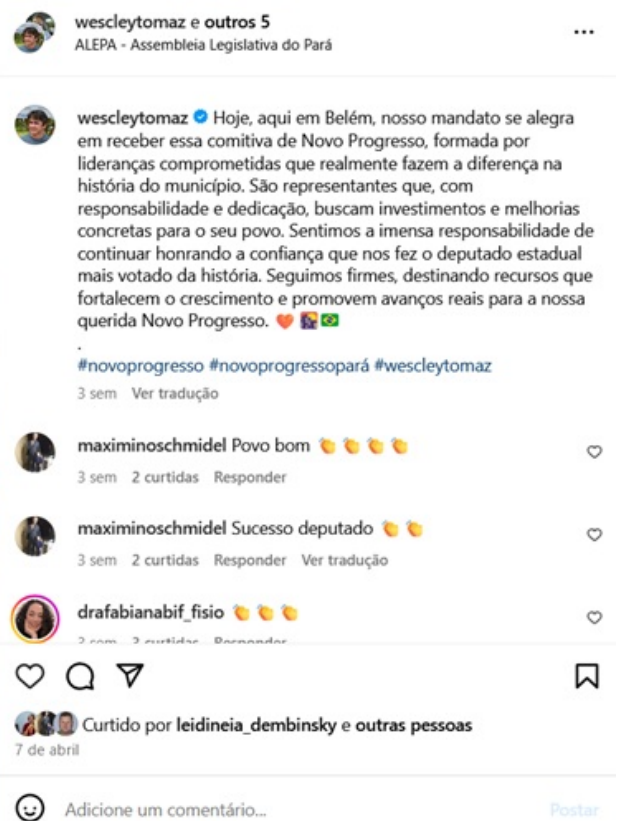 wescleytomaz e outros 5
ALEPA - Assembleia Legislativa do Pará
wescleytomaz Hoje, aqui em Belém, nosso mandato se alegra
em receber essa comitiva de Novo Progresso, formada por
lideranças comprometidas que realmente fazem a diferença na
história do município. São representantes que, com
responsabilidade e dedicação, buscam investimentos e melhorias
concretas para o seu povo. Sentimos a imensa responsabilidade de
continuar honrando a confiança que nos fez o deputado estadual
mais votado da história. Seguimos firmes, destinando recursos que
fortalecem o crescimento e promovem avanços reais para a nossa
querida Novo Progresso. 
.
#novoprogresso #novoprogressopará #wescleytomaz
3 sem Ver tradução
maximinoschmidel Povo bom 👏👏👏👏
3 sem 2 curtidas Responder
maximinoschmidel Sucesso deputado 👏👏
3 sem 2 curtidas Responder Ver tradução
drafabianabif_fisio 👏👏👏
3 sem 2 curtidas Responder
Curtido por leidineia_dembinsky e outras pessoas
7 de abril
Adicione um comentário...
Postar